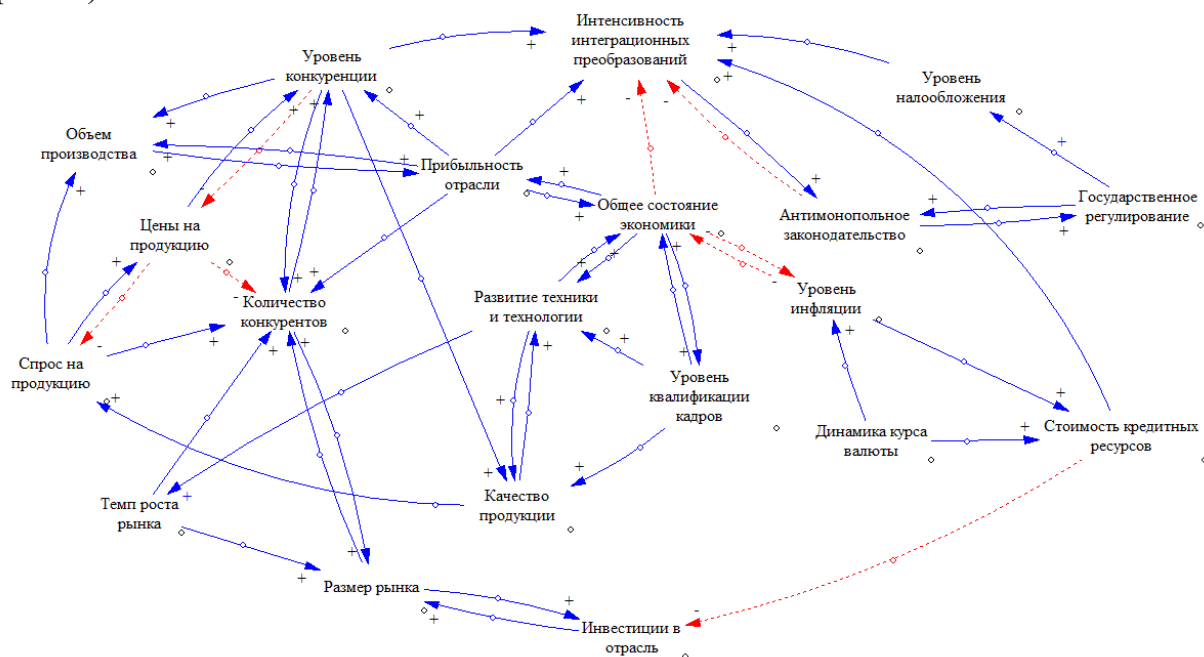 Интенсивность
интеграционных
преобразований
Уровень
конкуренции
Уровень
налообложения
Объем
производства
Прибыльность
отрасли
Общее состояние
экономики
Антимонопольное
законодательство
Государственное
регулирование
Цены на
продукцию
Количество
конкурентов
Развитие техники
и технологии
Уровень
инфляции
Спрос на
продукцию
Уровень
квалификации
кадров
Динамика курса
валюты
Стоимость кредитных
ресурсов
Темп роста
рынка
Качество
продукции
Размер рынка
Инвестиции в
отрасль